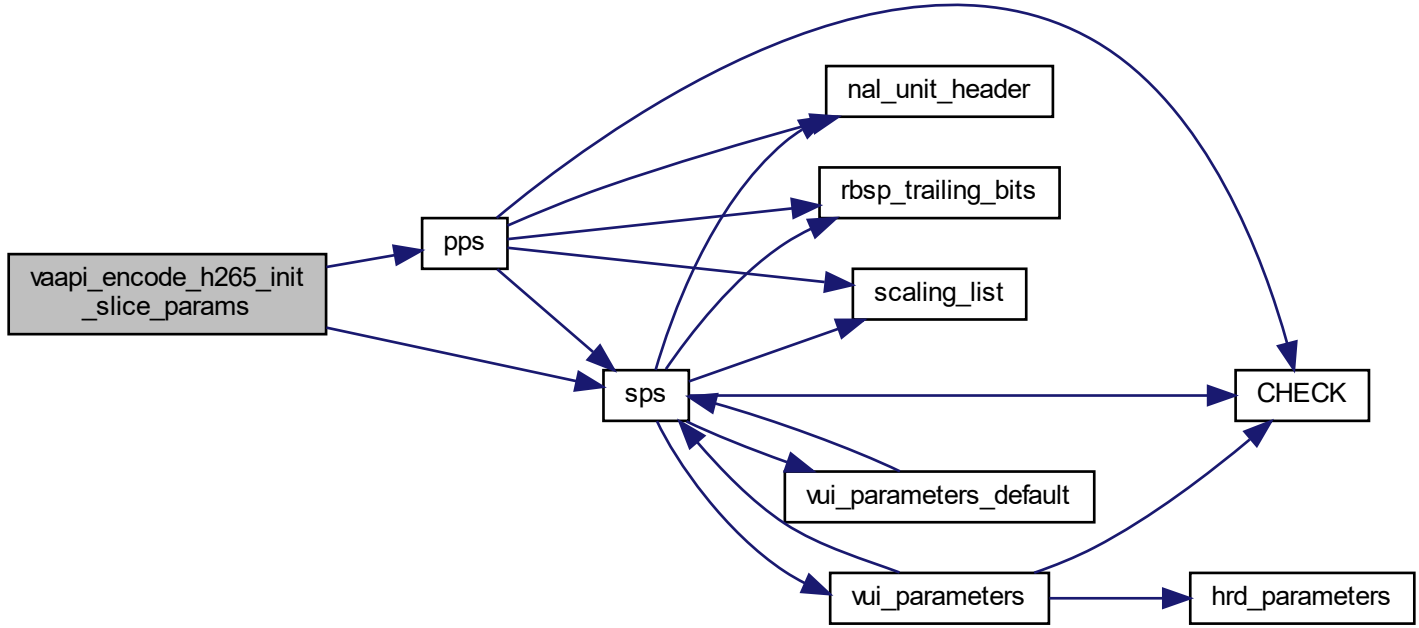 vaapi_encode_h265_init
_slice_params
pps
sps
nal_unit_header
rbsp_trailing_bits
scaling_list
CHECK
vui_parameters_default
vui_parameters
hrd_parameters